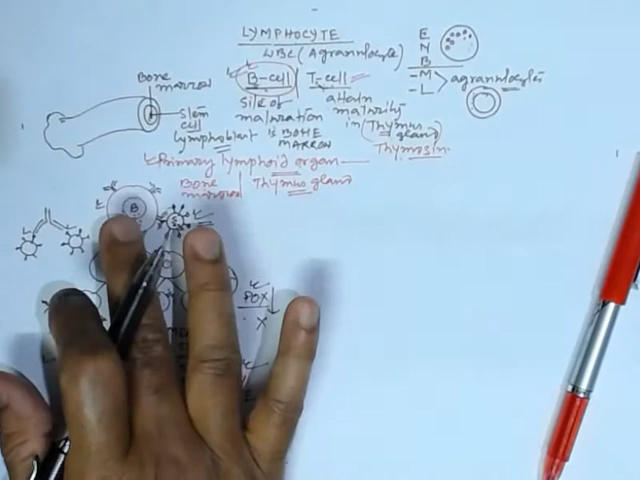 LYMPHOCYTE
WBC (Agranulocyte)
B-cell | T-cell
Site of
maturation
is BONE
MARROW
attain
maturity
in (Thymus
gland)
Thymosin
E
N
B
-M
-L
agranulocytes
Bone
marrow
Stem
cell
lymphoblast
Primary lymphoid organ
Bone
marrow | Thymus gland
B
POX
X